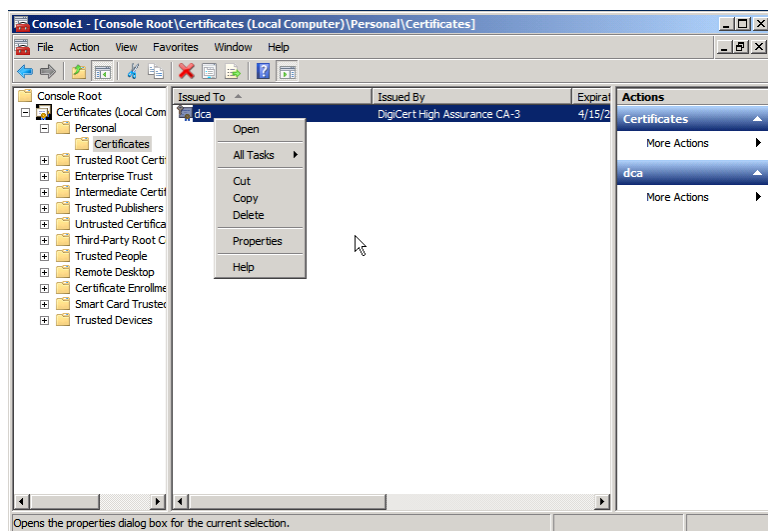 Console1 - [Console Root\Certificates (Local Computer)\Personal\Certificates]
File Action View Favorites Window Help
Console Root
Certificates (Local Com
Personal
Certificates
Trusted Root Certi
Enterprise Trust
Intermediate Certif
Trusted Publishers
Untrusted Certifica
Third-Party Root C
Trusted People
Remote Desktop
Certificate Enrollme
Smart Card Trusted
Trusted Devices
Issued To Issued By Expirat
dca DigiCert High Assurance CA-3 4/15/2
Open
All Tasks
Cut
Copy
Delete
Properties
Help
Actions
Certificates
More Actions
dca
More Actions
Opens the properties dialog box for the current selection.